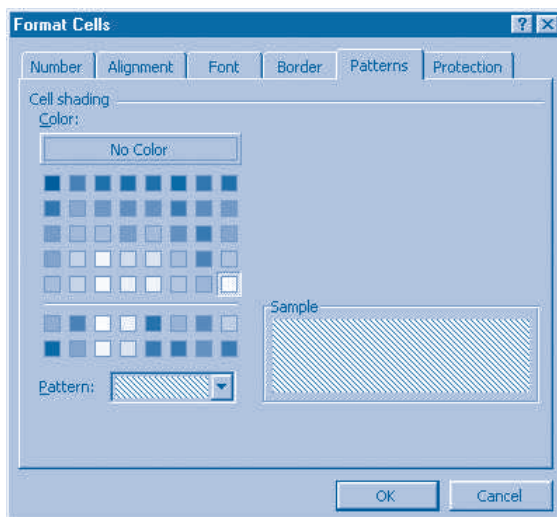 Format Cells
Number Alignment Font Border Patterns Protection
Cell shading
Color:
No Color
Sample
Pattern:
OK Cancel